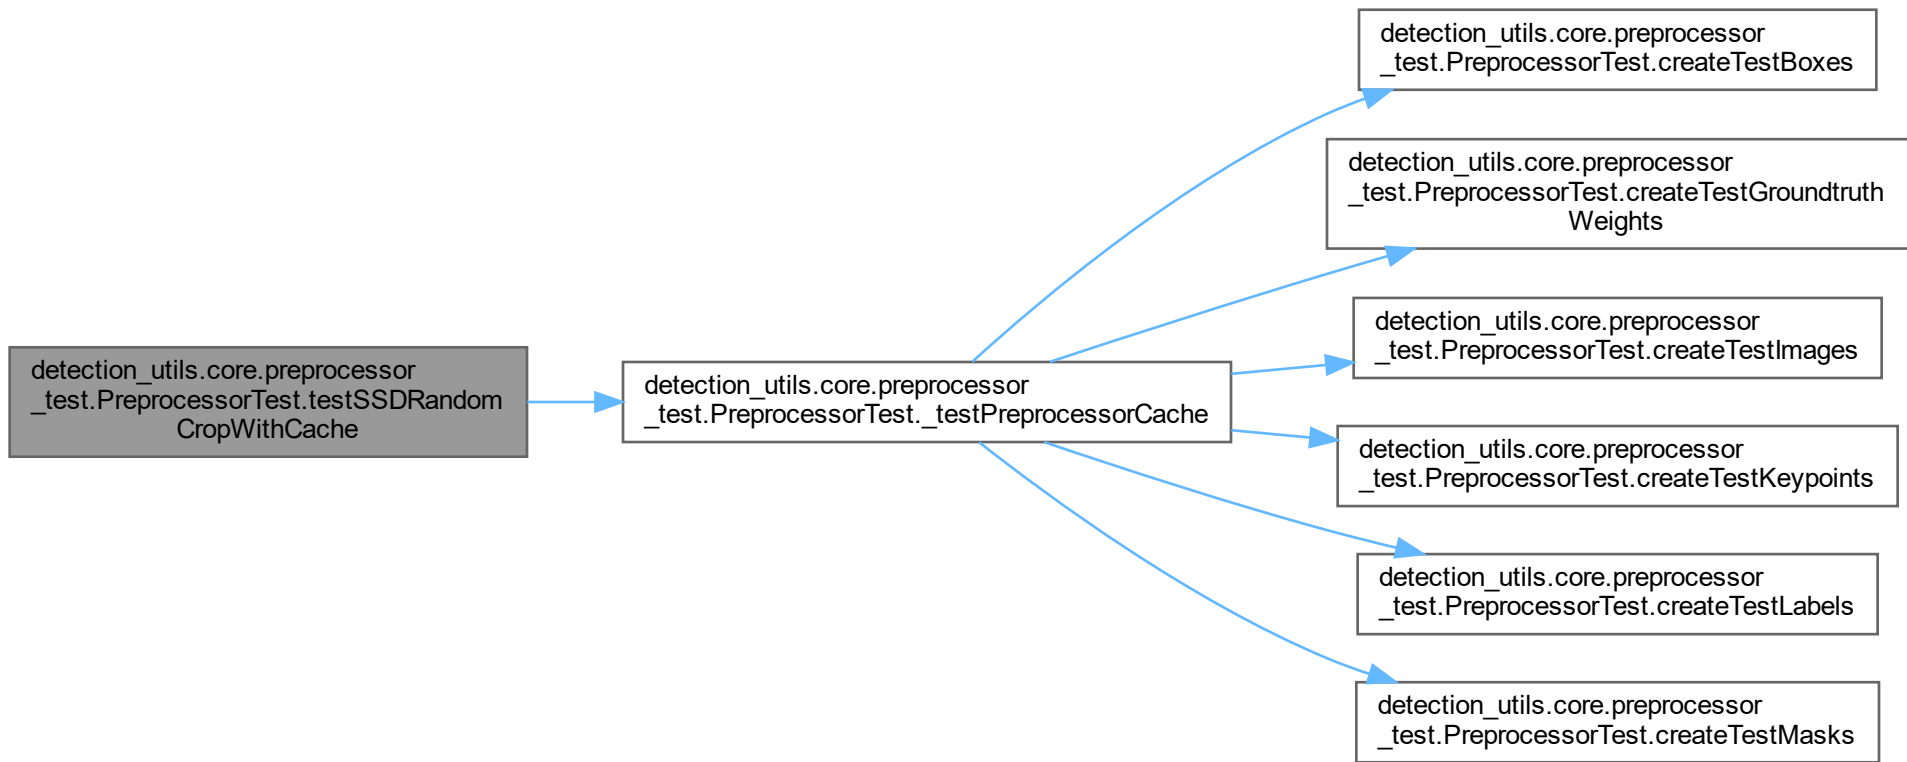 detection_utils.core.preprocessor
_test.PreprocessorTest.testSSDRandom
CropWithCache
detection_utils.core.preprocessor
_test.PreprocessorTest._testPreprocessorCache
detection_utils.core.preprocessor
_test.PreprocessorTest.createTestBoxes
detection_utils.core.preprocessor
_test.PreprocessorTest.createTestGroundtruth
Weights
detection_utils.core.preprocessor
_test.PreprocessorTest.createTestImages
detection_utils.core.preprocessor
_test.PreprocessorTest.createTestKeypoints
detection_utils.core.preprocessor
_test.PreprocessorTest.createTestLabels
detection_utils.core.preprocessor
_test.PreprocessorTest.createTestMasks